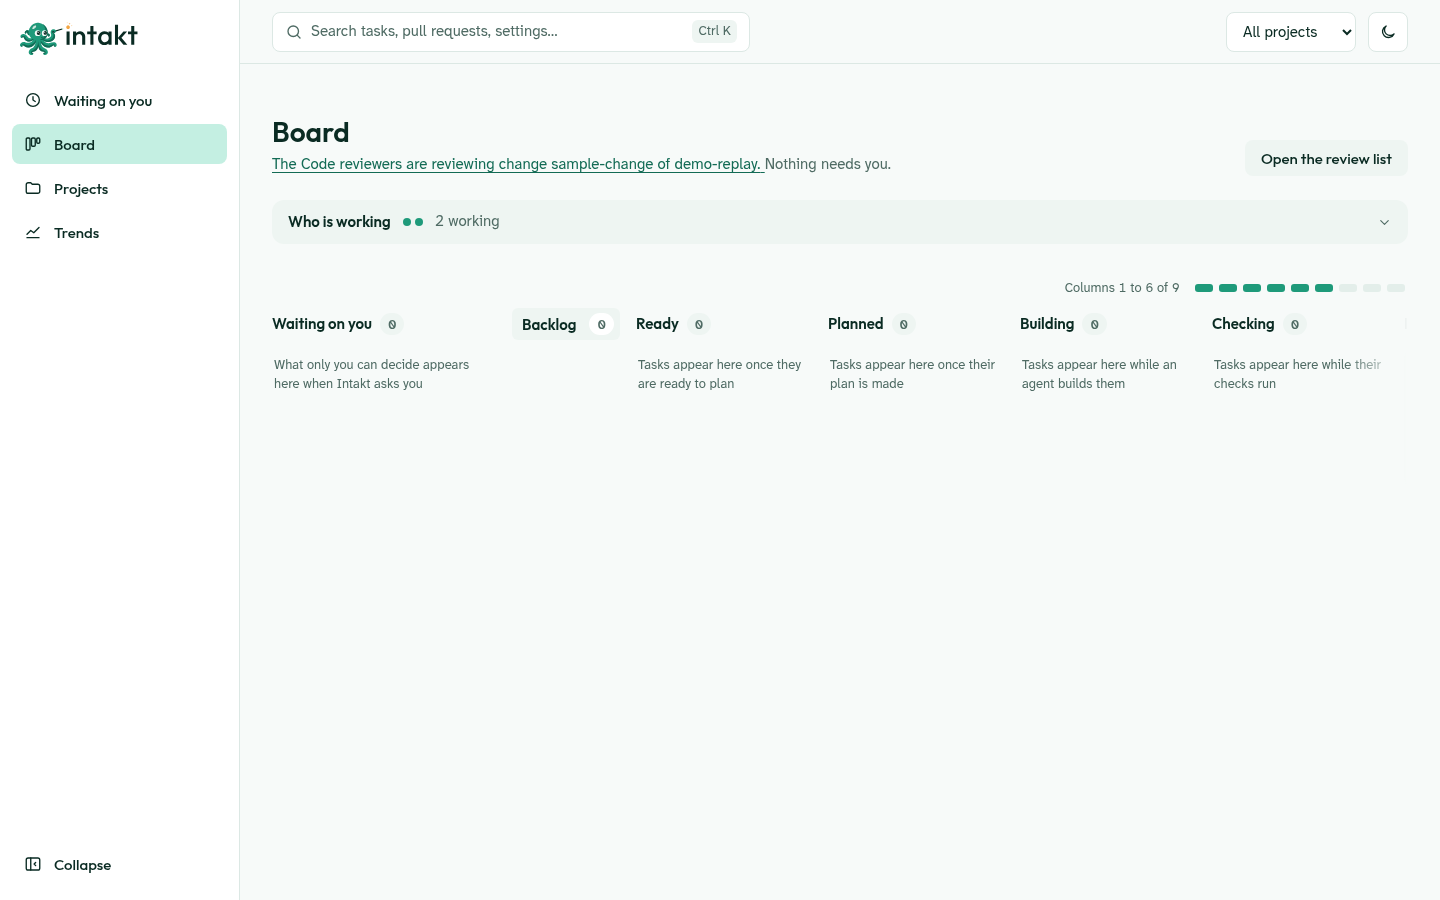 intakt
Search tasks, pull requests, settings...
Ctrl K
All projects
Waiting on you
Board
Projects
Trends
Collapse
Board
The Code reviewers are reviewing change sample-change of demo-replay. Nothing needs you.
Open the review list
Who is working
2 working
Columns 1 to 6 of 9
Waiting on you 0
What only you can decide appears
here when Intakt asks you
Backlog 0
Ready 0
Tasks appear here once they
are ready to plan
Planned 0
Tasks appear here once their
plan is made
Building 0
Tasks appear here while an
agent builds them
Checking 0
Tasks appear here while their
checks run